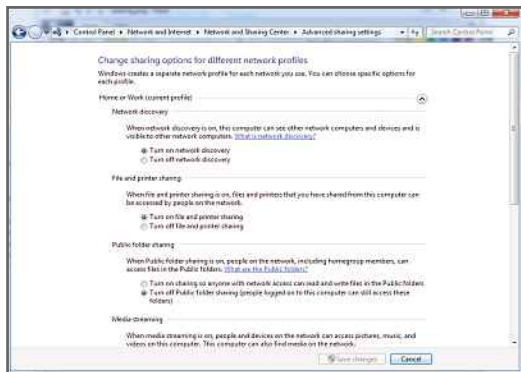 Control Panel ▸ Network and Internet ▸ Network and Sharing Center ▸ Advanced sharing settings
Search Control Panel
Change sharing options for different network profiles
Windows creates a separate network profile for each network you use. You can choose specific options for
each profile.
Home or Work (current profile)
Network discovery
When network discovery is on, this computer can see other network computers and devices and is
visible to other network computers. What is network discovery?
Turn on network discovery
Turn off network discovery
File and printer sharing
When file and printer sharing is on, files and printers that you have shared from this computer can
be accessed by people on the network.
Turn on file and printer sharing
Turn off file and printer sharing
Public folder sharing
When Public folder sharing is on, people on the network, including homegroup members, can
access files in the Public folders. What are the Public folders?
Turn on sharing so anyone with network access can read and write files in the Public folders
Turn off Public folder sharing (people logged on to this computer can still access these
folders)
Media streaming
When media streaming is on, people and devices on the network can access pictures, music, and
videos on this computer. This computer can also find media on the network.
Save changes
Cancel